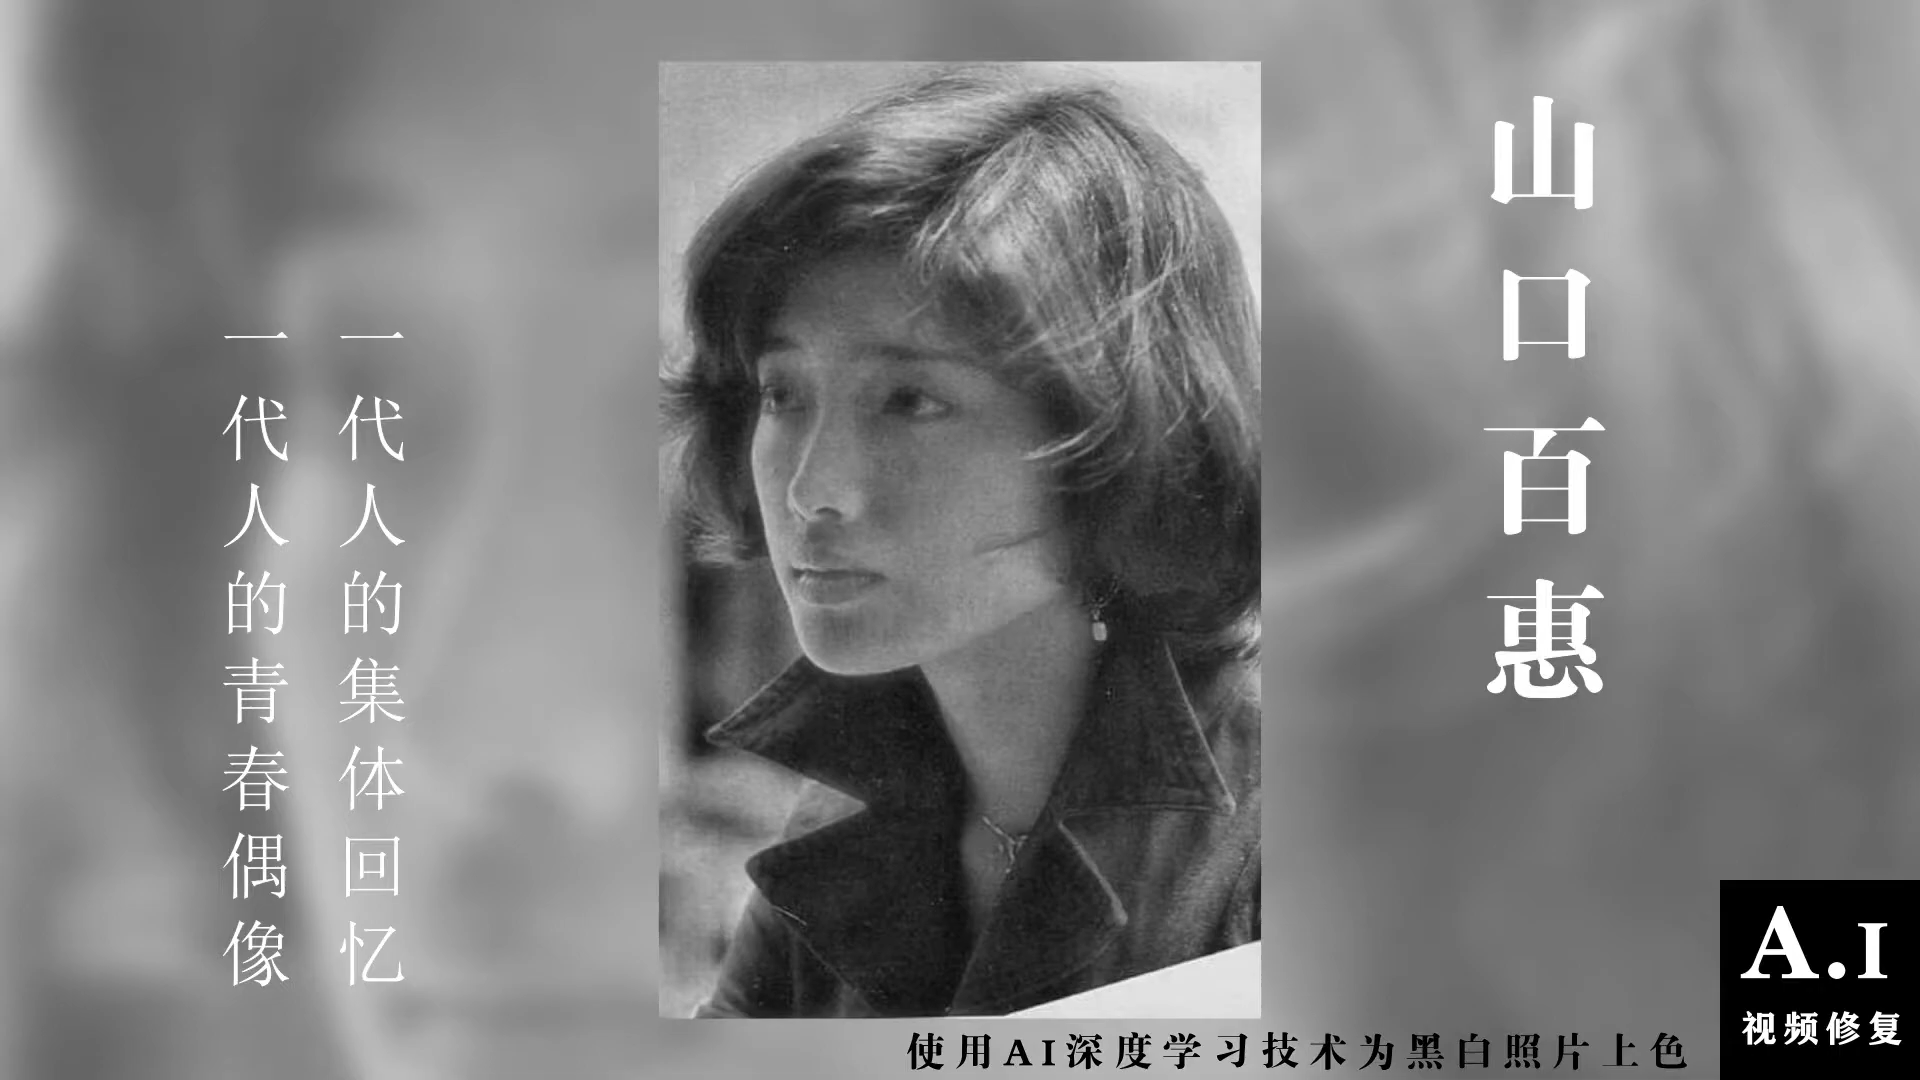 山口百惠
一代人的集体回忆
一代人的青春偶像
A.I
视频修复
使用AI深度学习技术为黑白照片上色